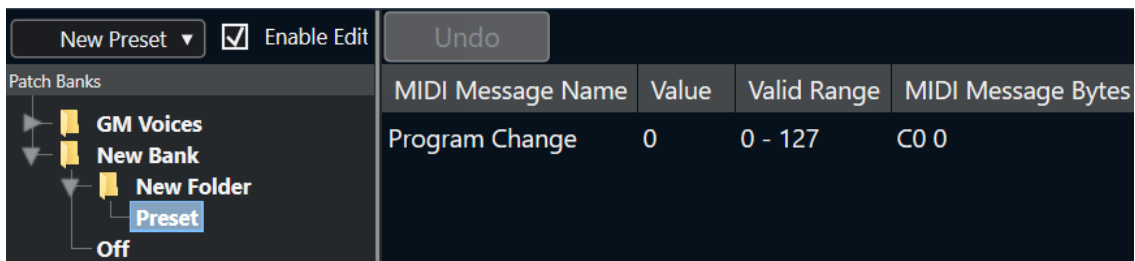 New Preset ▼ Enable Edit Undo
Patch Banks
MIDI Message Name Value Valid Range MIDI Message Bytes
GM Voices
Program Change 0 0 - 127 C0 0
New Bank
New Folder
Preset
Off